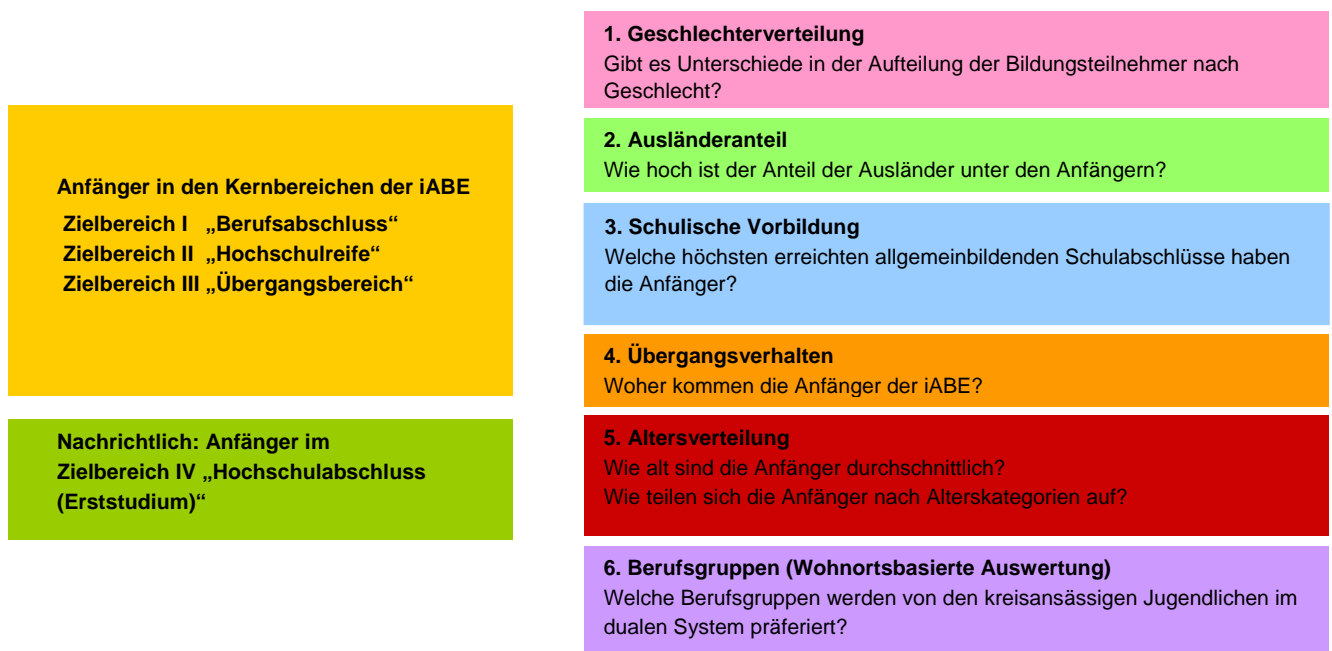 Anfänger in den Kernbereichen der iABE
Zielbereich I „Berufsabschluss“
Zielbereich II „Hochschulreife“
Zielbereich III „Übergangsbereich“
Nachrichtlich: Anfänger im
Zielbereich IV „Hochschulabschluss
(Erststudium)“
1. Geschlechterverteilung
Gibt es Unterschiede in der Aufteilung der Bildungsteilnehmer nach
Geschlecht?
2. Ausländeranteil
Wie hoch ist der Anteil der Ausländer unter den Anfängern?
3. Schulische Vorbildung
Welche höchsten erreichten allgemeinbildenden Schulabschlüsse haben
die Anfänger?
4. Übergangsverhalten
Woher kommen die Anfänger der iABE?
5. Altersverteilung
Wie alt sind die Anfänger durchschnittlich?
Wie teilen sich die Anfänger nach Alterskategorien auf?
6. Berufsgruppen (Wohnortsbasierte Auswertung)
Welche Berufsgruppen werden von den kreisansässigen Jugendlichen im
dualen System präferiert?